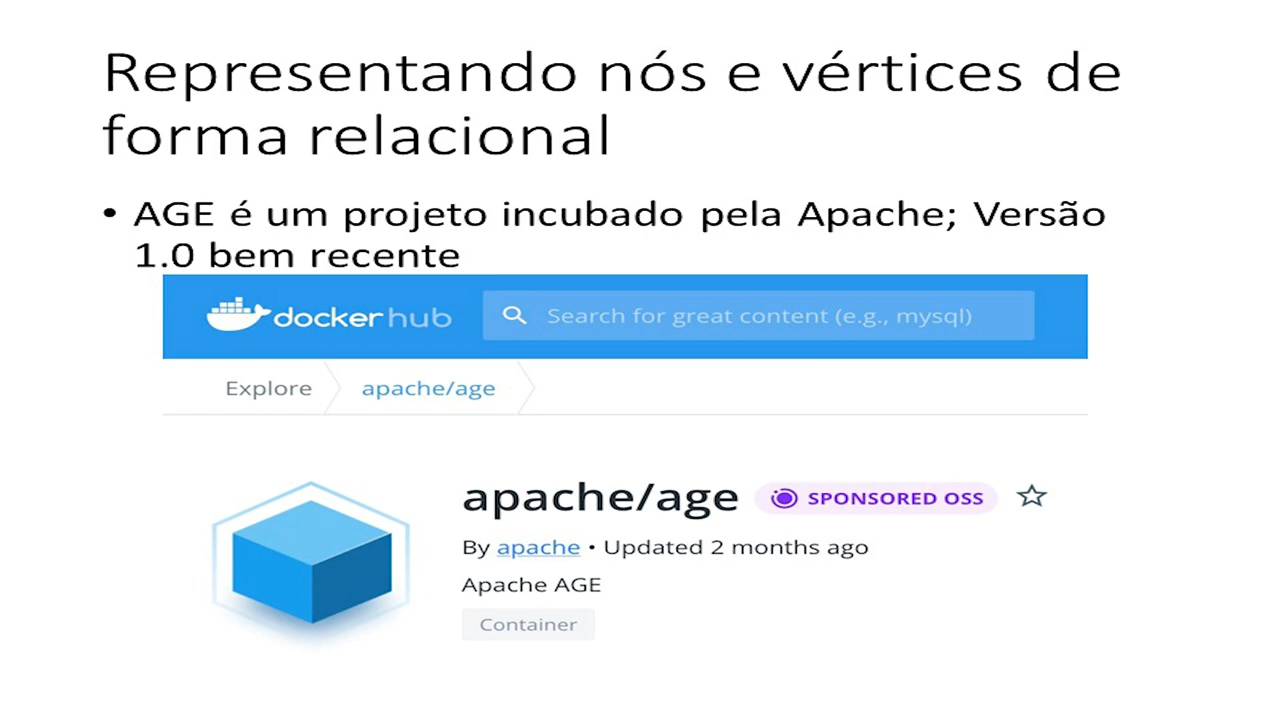 Representando nós e vértices de
forma relacional
• AGE é um projeto incubado pela Apache; Versão
1.0 bem recente
docker hub
Search for great content (e.g., mysql)
Explore
apache/age
apache/age
SPONSORED OSS
By apache • Updated 2 months ago
Apache AGE
Container